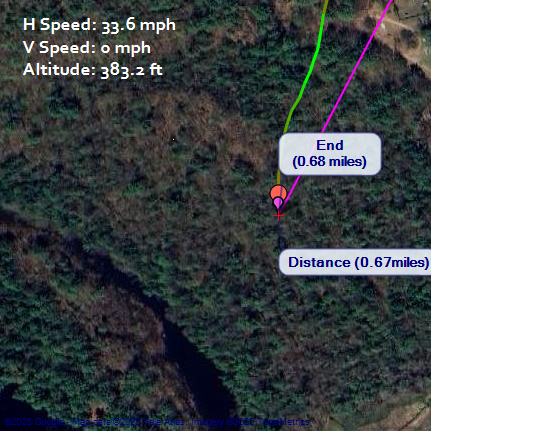 H Speed: 33.6 mph
V Speed: 0 mph
Altitude: 383.2 ft
End
(0.68 miles)
Distance (0.67miles)